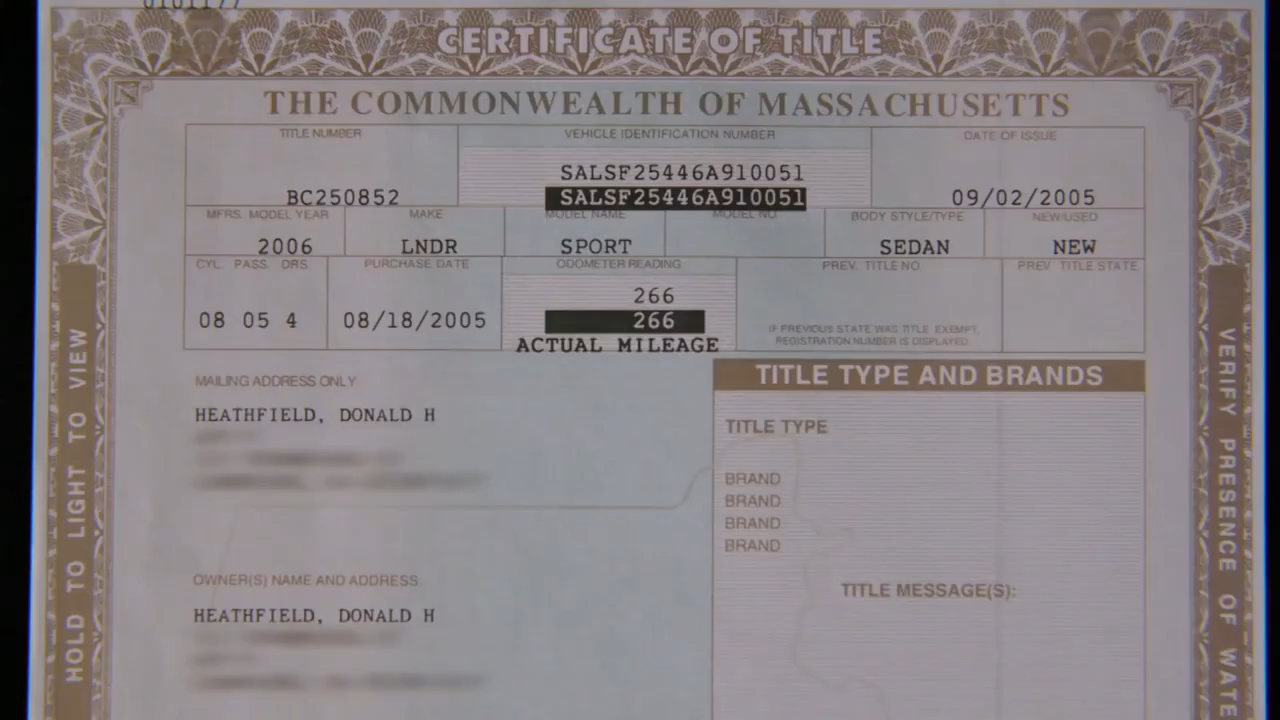 CERTIFICATE OF TITLE
THE COMMONWEALTH OF MASSACHUSETTS
TITLE NUMBER VEHICLE IDENTIFICATION NUMBER DATE OF ISSUE
SALSF25446A910051
BC250852 SALSF25446A910051 09/02/2005
MFRS. MODEL YEAR MAKE MODEL NAME MODEL NO. BODY STYLE/TYPE NEW/USED
2006 LNDR SPORT SEDAN NEW
CYL. PASS. DRS. PURCHASE DATE ODOMETER READING PREV. TITLE NO. PREV. TITLE STATE
266
08 05 4 08/18/2005 266
IF PREVIOUS STATE WAS TITLE EXEMPT,
REGISTRATION NUMBER IS DISPLAYED.
ACTUAL MILEAGE
MAILING ADDRESS ONLY
HEATHFIELD, DONALD H
TITLE TYPE AND BRANDS
TITLE TYPE
BRAND
BRAND
BRAND
BRAND
TITLE MESSAGE(S):
OWNER(S) NAME AND ADDRESS
HEATHFIELD, DONALD H
HOLD TO LIGHT TO VIEW
VERIFY PRESENCE OF WATE